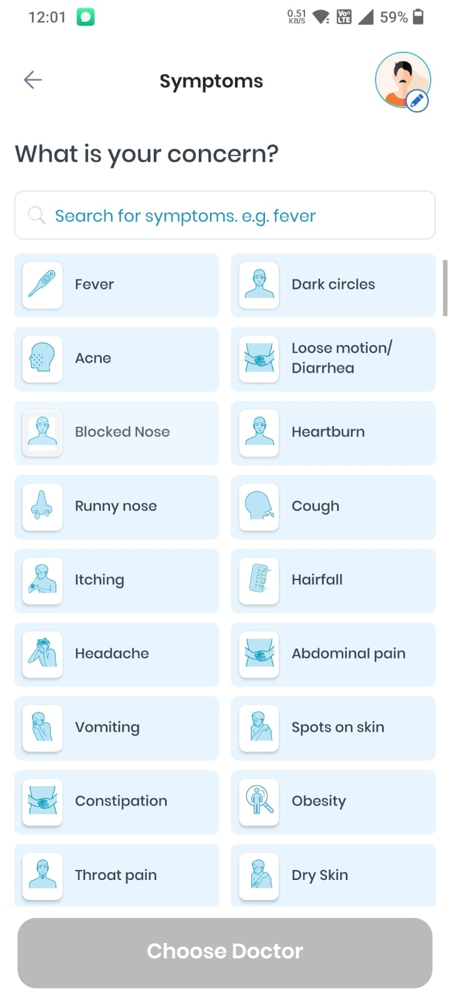 12:01
0.51
KB/S
Vo))
LTE
59%
Symptoms
What is your concern?
Search for symptoms. e.g. fever
Fever
Dark circles
Acne
Loose motion/
Diarrhea
Blocked Nose
Heartburn
Runny nose
Cough
Itching
Hairfall
Headache
Abdominal pain
Vomiting
Spots on skin
Constipation
Obesity
Throat pain
Dry Skin
Choose Doctor